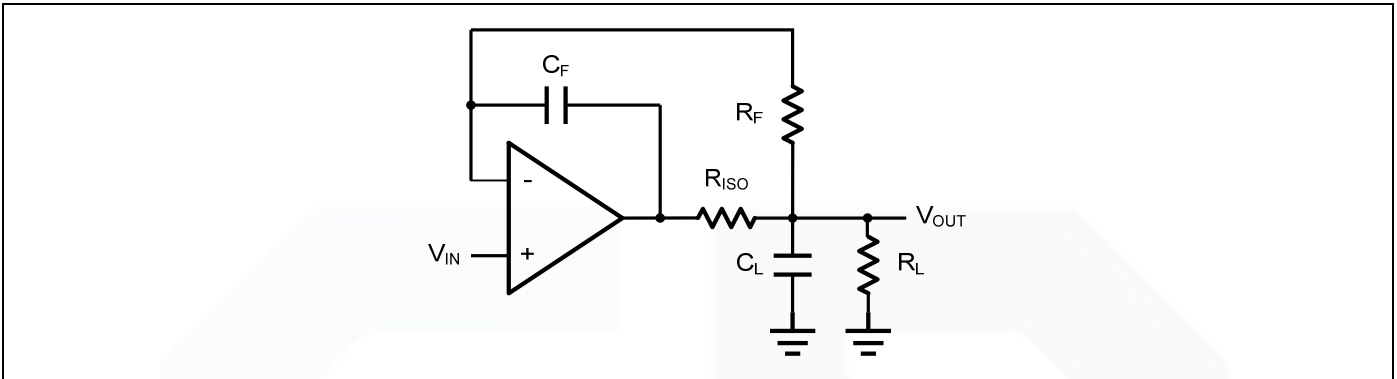 C_F
R_F
-
R_ISO
V_OUT
V_IN
+
C_L
R_L